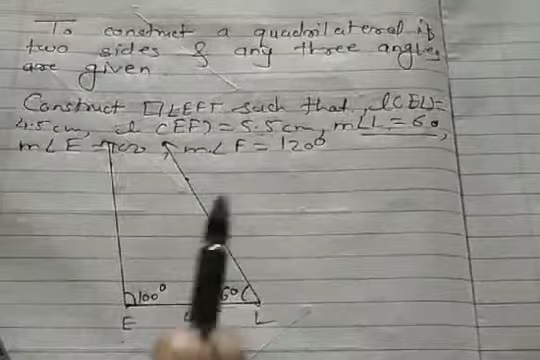 To construct a quadrilateral if
two sides & any three angles
are given
Construct □LEFT such that, l(EL)=
4.5 cm, l(EF) = 5.5 cm, m∠L = 60,
m∠E = m∠F = 120°
100° 60
E L